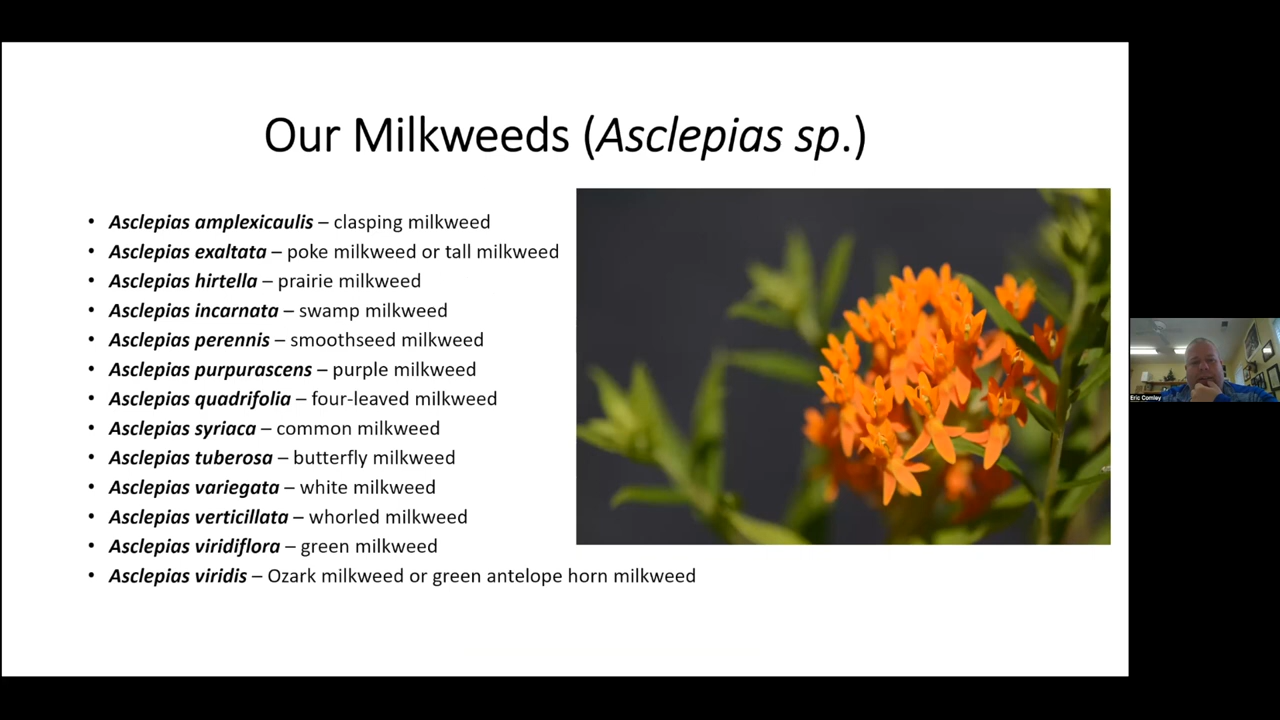 Our Milkweeds (Asclepias sp.)
• Asclepias amplexicaulis – clasping milkweed
• Asclepias exaltata – poke milkweed or tall milkweed
• Asclepias hirtella – prairie milkweed
• Asclepias incarnata – swamp milkweed
• Asclepias perennis – smoothseed milkweed
• Asclepias purpurascens – purple milkweed
• Asclepias quadrifolia – four-leaved milkweed
• Asclepias syriaca – common milkweed
• Asclepias tuberosa – butterfly milkweed
• Asclepias variegata – white milkweed
• Asclepias verticillata – whorled milkweed
• Asclepias viridiflora – green milkweed
• Asclepias viridis – Ozark milkweed or green antelope horn milkweed
Eric Comley